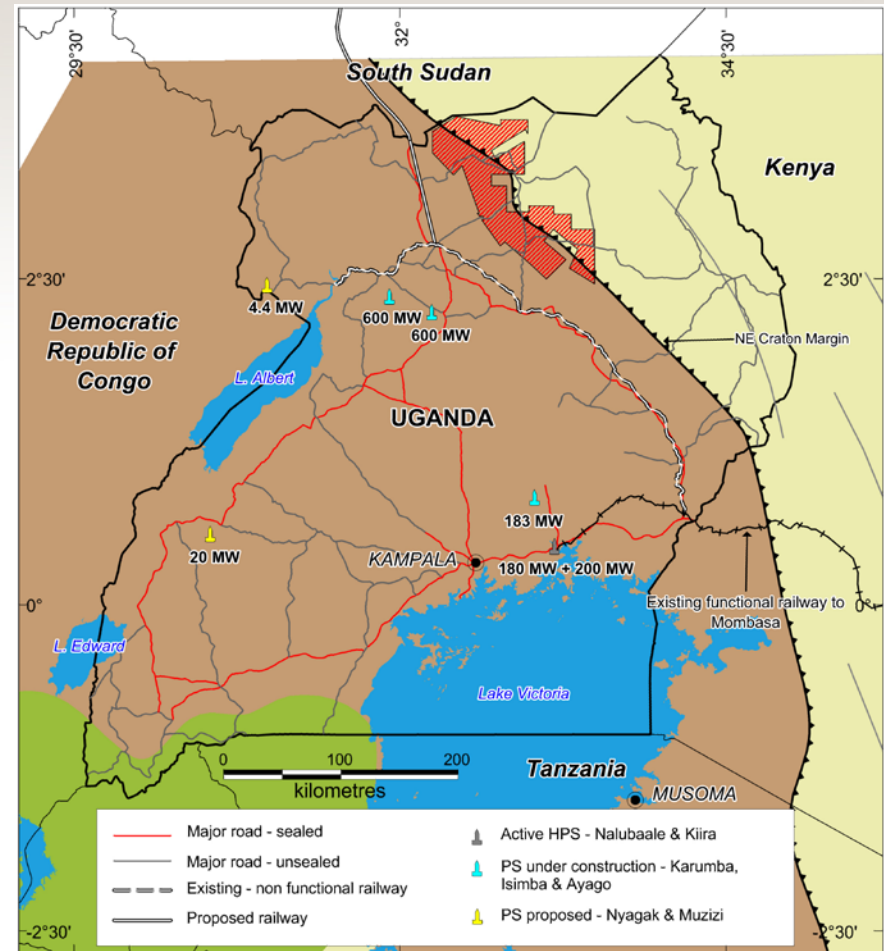 29°30'
32°
34°30'
South Sudan
Kenya
2°30'
2°30'
4.4 MW
600 MW
600 MW
Democratic
Republic of
Congo
NE Craton Margin
L. Albert
UGANDA
183 MW
KAMPALA
20 MW
180 MW + 200 MW
0°
0°
Existing functional railway to
Mombasa
L. Edward
Lake Victoria
0
100
200
kilometres
Tanzania
MUSOMA
Major road - sealed
Major road - unsealed
Existing - non functional railway
Proposed railway
Active HPS - Nalubaale & Kiira
PS under construction - Karumba,
Isimba & Ayago
PS proposed - Nyagak & Muzizi
-2°30'
-2°30'